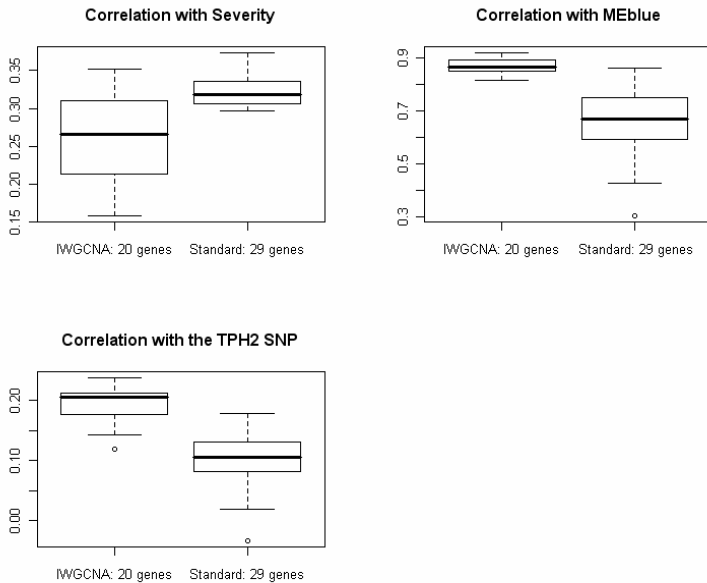 Correlation with Severity
0.35
0.30
0.25
0.20
0.15
IWGCNA: 20 genes Standard: 29 genes
Correlation with MEblue
0.9
0.7
0.5
0.3
IWGCNA: 20 genes Standard: 29 genes
Correlation with the TPH2 SNP
0.20
0.10
0.00
IWGCNA: 20 genes Standard: 29 genes